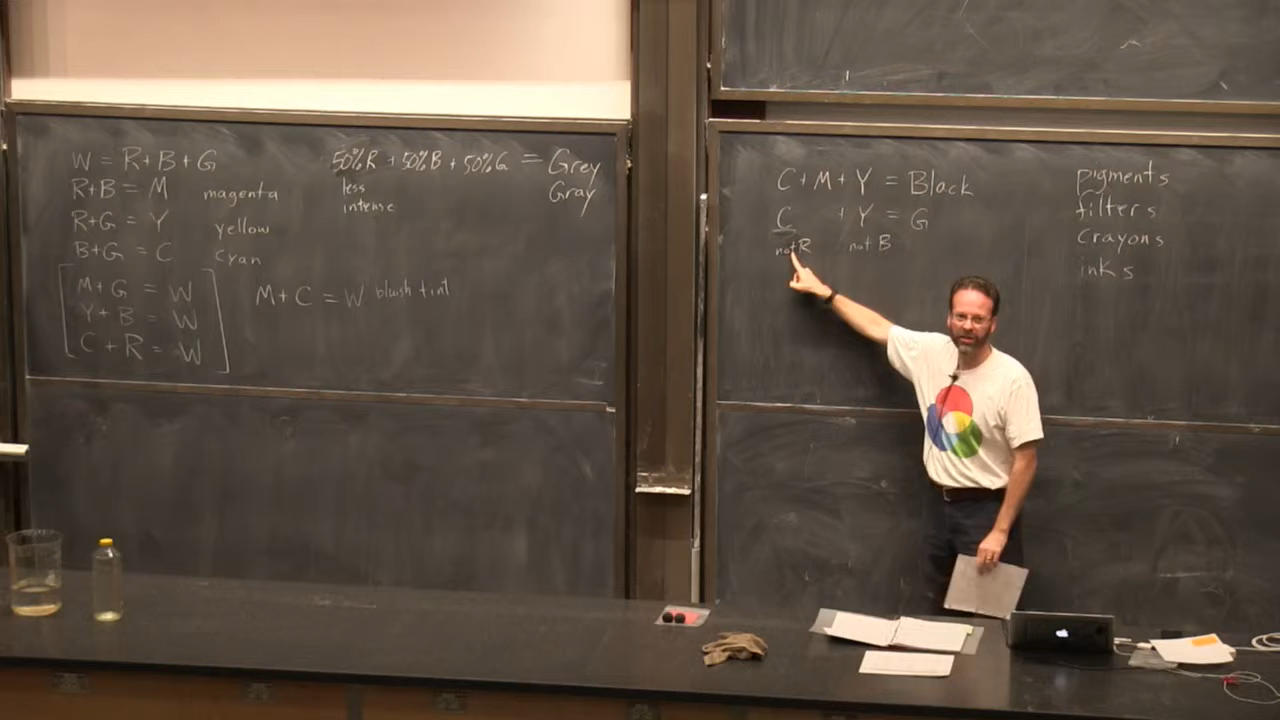 W = R+B+G
R+B = M magenta
R+G = Y yellow
B+G = C cyan
M+G = W
Y+B = W
C+R = W
50%R + 50%B + 50%G = Grey
less
intense
Gray
M+C = W bluish tint
C+M+Y = Black
C +Y = G
not R not B
pigments
filters
Crayons
inks